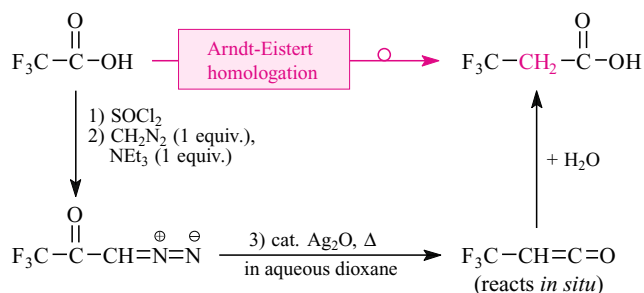 O
F₃C—C—OH
Arndt-Eistert
homologation
O
F₃C—CH₂—C
OH
1) SOCl₂
2) CH₂N₂ (1 equiv.),
NEt₃ (1 equiv.)
+ H₂O
O
F₃C—C—CH=N=N
⊕ ⊖
3) cat. Ag₂O, Δ
in aqueous dioxane
F₃C—CH=C=O
(reacts in situ)